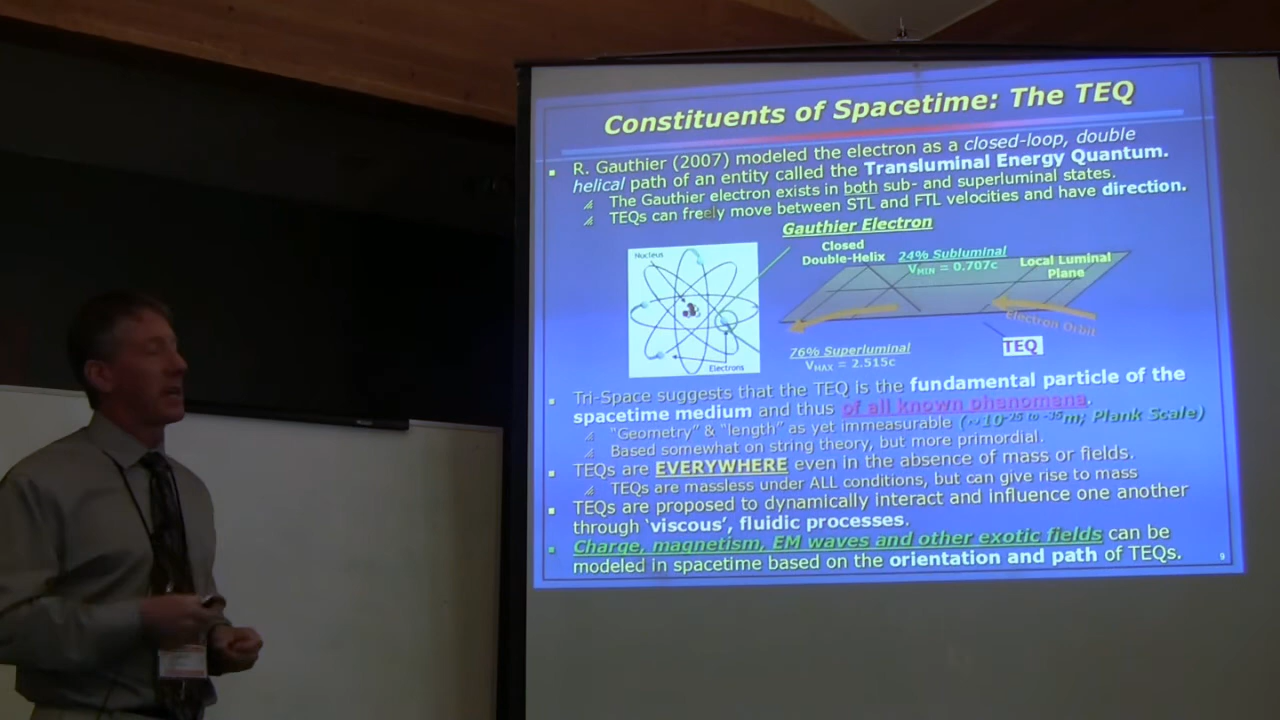 Constituents of Spacetime: The TEQ
R. Gauthier (2007) modeled the electron as a closed-loop, double
helical path of an entity called the Transluminal Energy Quantum.
The Gauthier electron exists in both sub- and superluminal states.
TEQs can freely move between STL and FTL velocities and have direction.
Gauthier Electron
Nucleus
Electrons
Closed
Double-Helix
24% Subluminal
VMIN = 0.707c
Local Luminal
Plane
Electron Orbit
TEQ
76% Superluminal
VMAX = 2.515c
Tri-Space suggests that the TEQ is the fundamental particle of the
spacetime medium and thus of all known phenomena.
"Geometry" & "length" as yet immeasurable (~10-25 to -35m; Plank Scale)
Based somewhat on string theory, but more primordial.
TEQs are EVERYWHERE even in the absence of mass or fields.
TEQs are massless under ALL conditions, but can give rise to mass
TEQs are proposed to dynamically interact and influence one another
through 'viscous', fluidic processes.
Charge, magnetism, EM waves and other exotic fields can be
modeled in spacetime based on the orientation and path of TEQs.
9